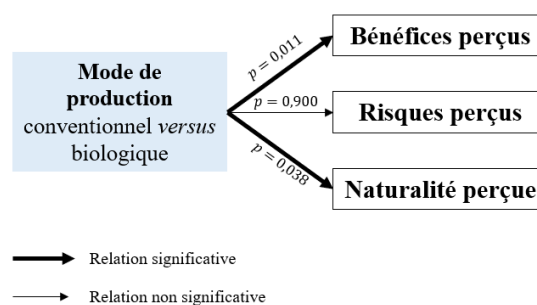 Bénéfices perçus
Mode de
production
conventionnel versus
biologique
p = 0,011
p = 0,900
p = 0,038
Risques perçus
Naturalité perçue
Relation significative
Relation non significative